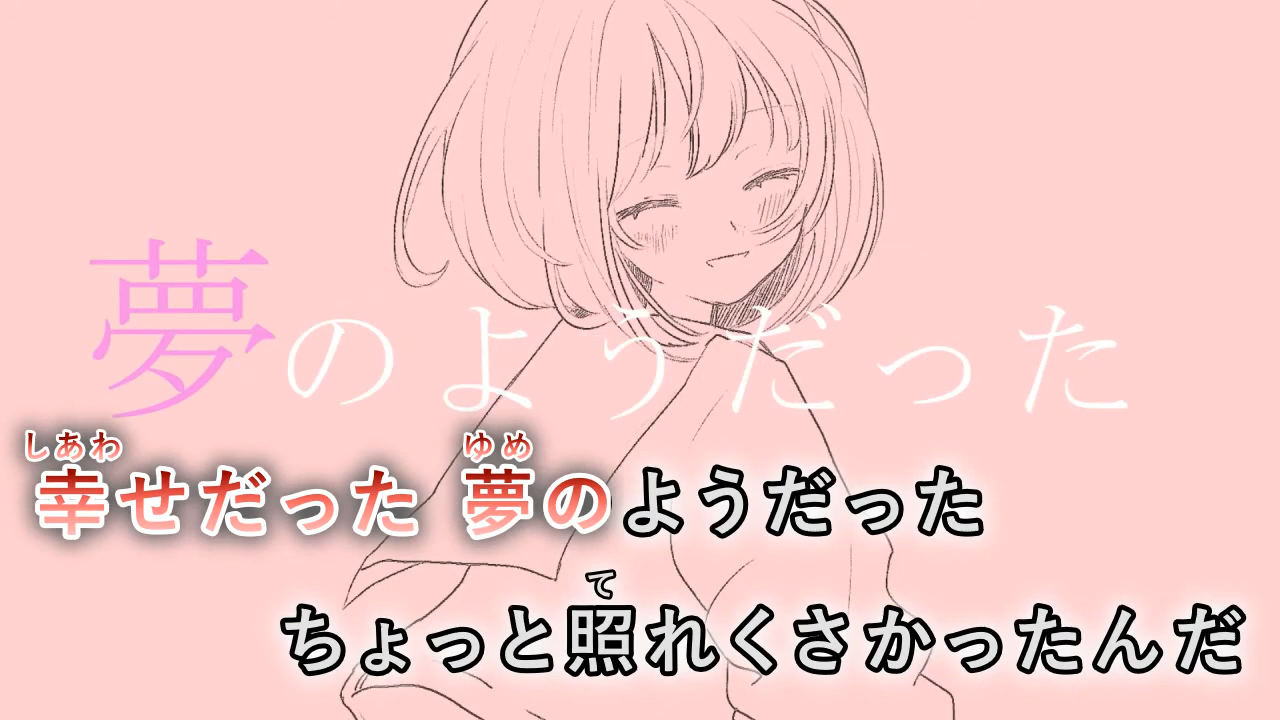 夢のようだった
しあわ ゆめ
幸せだった 夢のようだった
て
ちょっと照れくさかったんだ